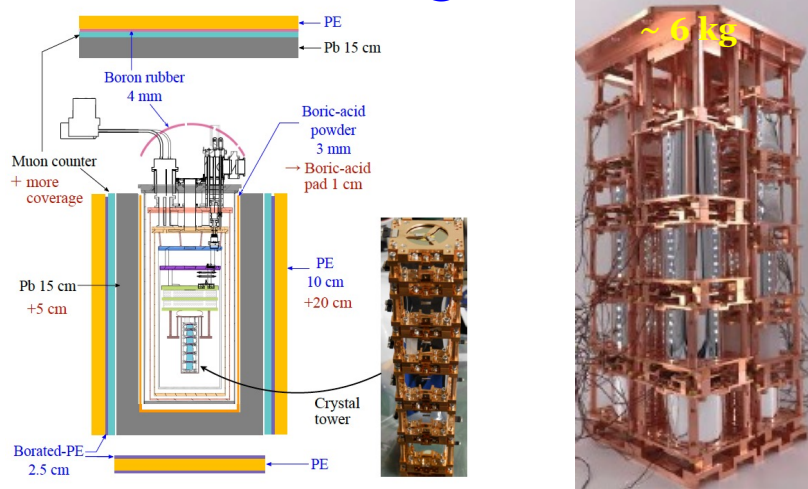 PE
Pb 15 cm
Boron rubber
4 mm
Boric-acid
powder
3 mm
→ Boric-acid
pad 1 cm
Muon counter
+ more
coverage
Pb 15 cm
+5 cm
PE
10 cm
+20 cm
Crystal
tower
Borated-PE
2.5 cm
PE
~ 6 kg